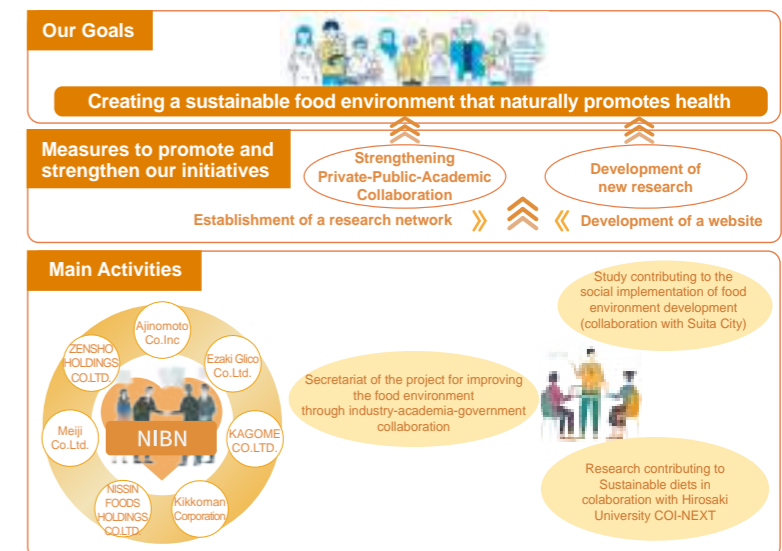 Our Goals
Creating a sustainable food environment that naturally promotes health
Measures to promote and
strengthen our initiatives
Strengthening
Private-Public-Academic
Collaboration
Development of
new research
Establishment of a research network
Development of a website
Main Activities
Ajinomoto
Co.Inc
ZENSHO
HOLDINGS
CO.LTD.
Ezaki Glico
Co.Ltd.
Meiji
Co.Ltd.
NIBN
KAGOME
CO.LTD.
NISSIN
FOODS
HOLDINGS
CO.LTD.
Kikkoman
Corporation
Secretariat of the project for improving
the food environment
through industry-academia-government
collaboration
Study contributing to the
social implementation of food
environment development
(collaboration with Suita City)
Research contributing to
Sustainable diets in
colaboration with Hirosaki
University COI-NEXT